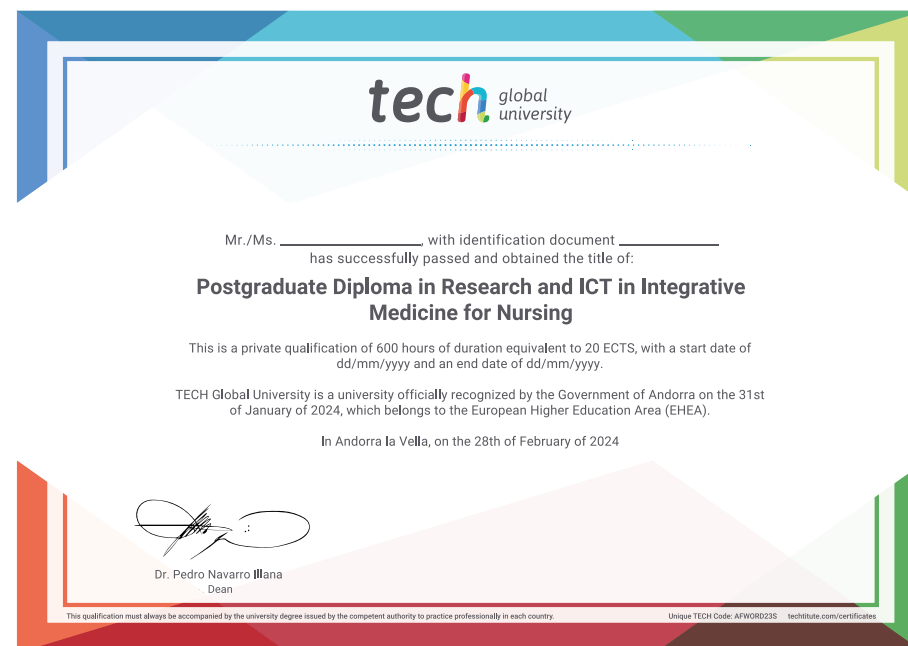 tech global university
Mr./Ms. ____________, with identification document ____________
has successfully passed and obtained the title of:
Postgraduate Diploma in Research and ICT in Integrative
Medicine for Nursing
This is a private qualification of 600 hours of duration equivalent to 20 ECTS, with a start date of
dd/mm/yyyy and an end date of dd/mm/yyyy.
TECH Global University is a university officially recognized by the Government of Andorra on the 31st
of January of 2024, which belongs to the European Higher Education Area (EHEA).
In Andorra la Vella, on the 28th of February of 2024
Dr. Pedro Navarro Illana
Dean
This qualification must always be accompanied by the university degree issued by the competent authority to practice professionally in each country.
Unique TECH Code: AFWORD23S techtitute.com/certificates